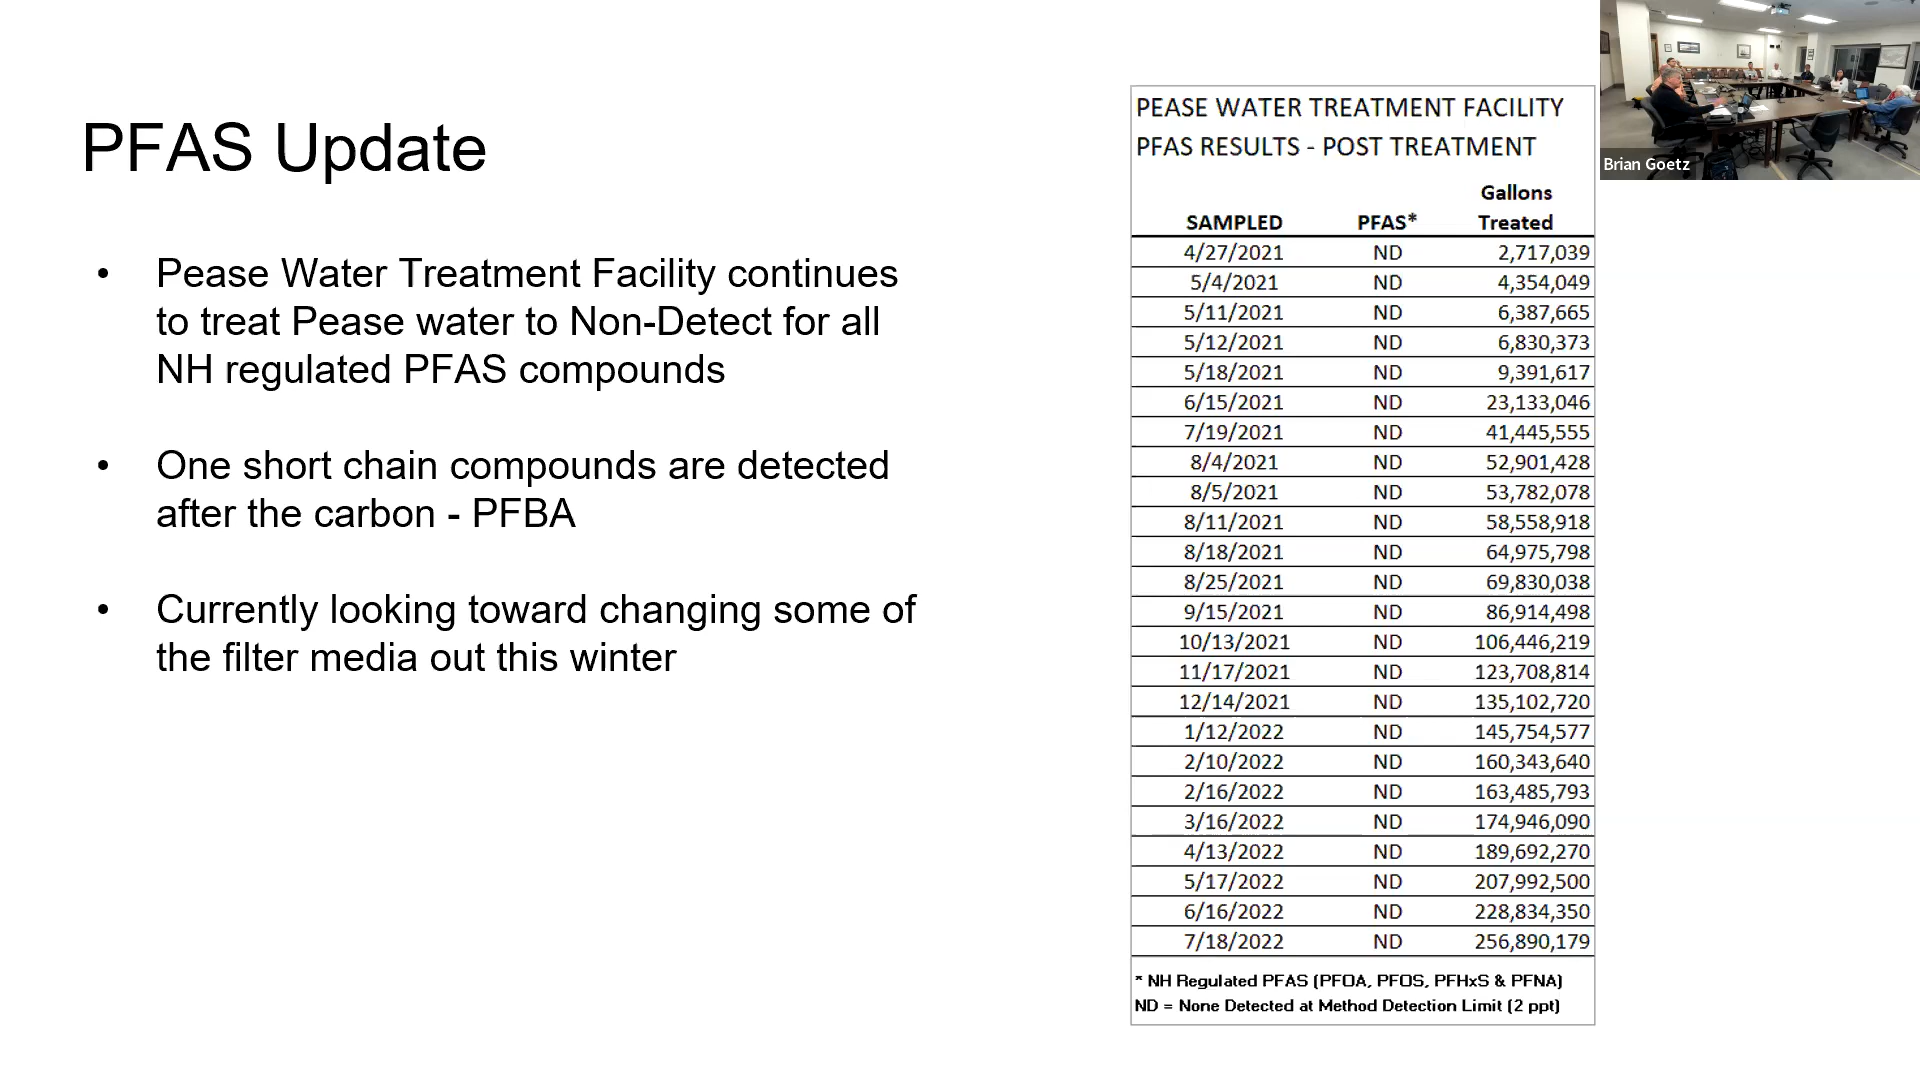 PFAS Update
• Pease Water Treatment Facility continues
to treat Pease water to Non-Detect for all
NH regulated PFAS compounds
• One short chain compounds are detected
after the carbon - PFBA
• Currently looking toward changing some of
the filter media out this winter
PEASE WATER TREATMENT FACILITY
PFAS RESULTS - POST TREATMENT
SAMPLED PFAS* Gallons Treated
4/27/2021 ND 2,717,039
5/4/2021 ND 4,354,049
5/11/2021 ND 6,387,665
5/12/2021 ND 6,830,373
5/18/2021 ND 9,391,617
6/15/2021 ND 23,133,046
7/19/2021 ND 41,445,555
8/4/2021 ND 52,901,428
8/5/2021 ND 53,782,078
8/11/2021 ND 58,558,918
8/18/2021 ND 64,975,798
8/25/2021 ND 69,830,038
9/15/2021 ND 86,914,498
10/13/2021 ND 106,446,219
11/17/2021 ND 123,708,814
12/14/2021 ND 135,102,720
1/12/2022 ND 145,754,577
2/10/2022 ND 160,343,640
2/16/2022 ND 163,485,793
3/16/2022 ND 174,946,090
4/13/2022 ND 189,692,270
5/17/2022 ND 207,992,500
6/16/2022 ND 228,834,350
7/18/2022 ND 256,890,179
* NH Regulated PFAS (PFOA, PFOS, PFHxS & PFNA)
ND = None Detected at Method Detection Limit (2 ppt)
Brian Goetz